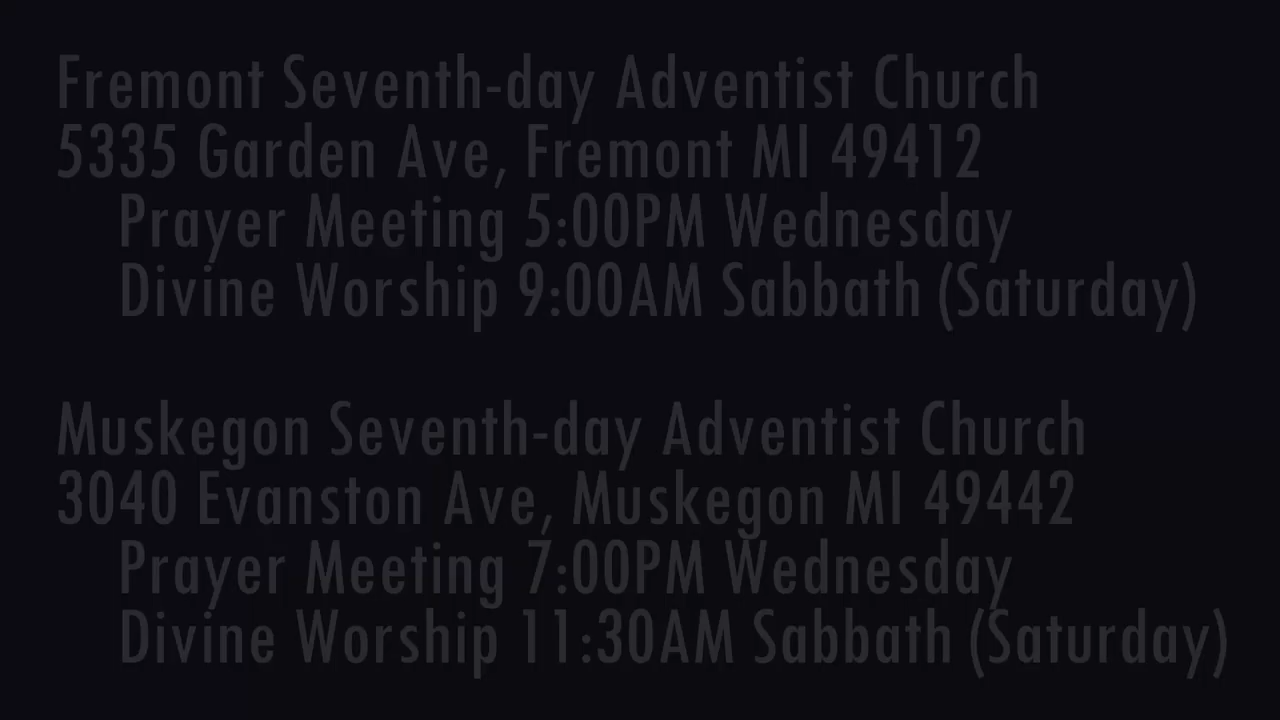 Fremont Seventh-day Adventist Church
5335 Garden Ave, Fremont MI 49412
Prayer Meeting 5:00PM Wednesday
Divine Worship 9:00AM Sabbath (Saturday)
Muskegon Seventh-day Adventist Church
3040 Evanston Ave, Muskegon MI 49442
Prayer Meeting 7:00PM Wednesday
Divine Worship 11:30AM Sabbath (Saturday)